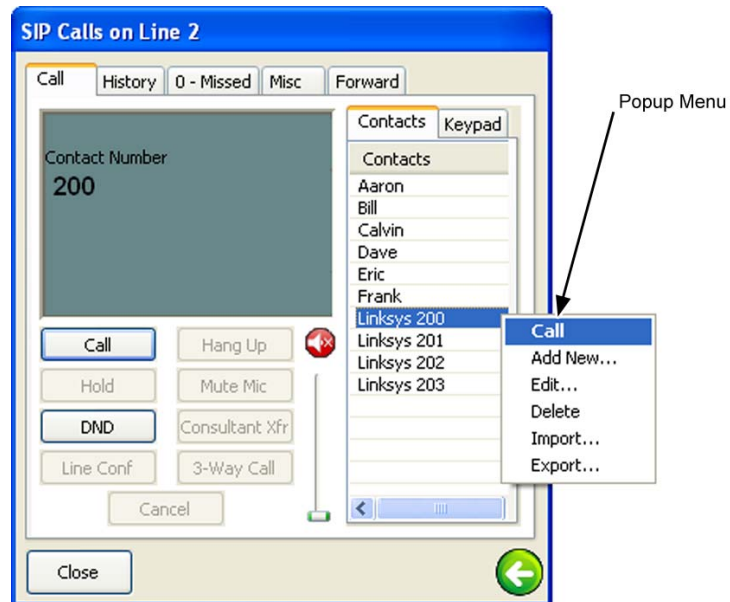 SIP Calls on Line 2
Call
History
0 - Missed
Misc
Forward
Popup Menu
Contact Number
200
Contacts
Keypad
Contacts
Aaron
Bill
Calvin
Dave
Eric
Frank
Linksys 200
Linksys 201
Linksys 202
Linksys 203
Call
Add New...
Edit...
Delete
Import...
Export...
Call
Hang Up
Hold
Mute Mic
DND
Consultant Xfr
Line Conf
3-Way Call
Cancel
Close